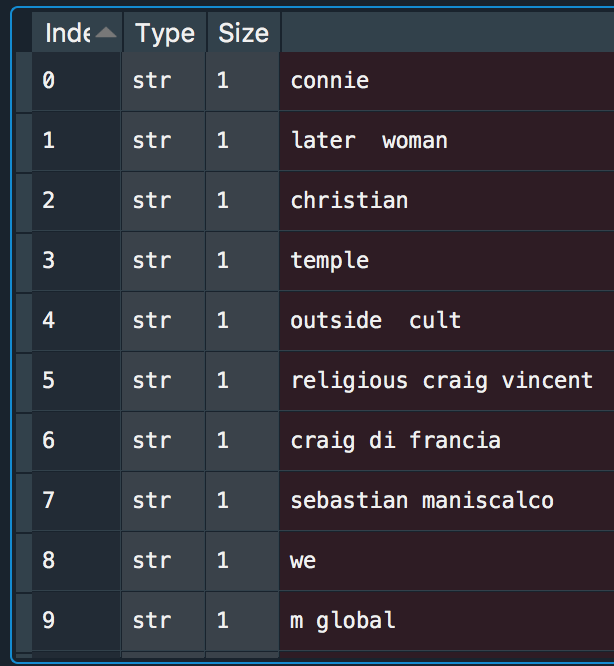 Inde Type Size
0 str 1 connie
1 str 1 later  woman
2 str 1 christian
3 str 1 temple
4 str 1 outside  cult
5 str 1 religious craig vincent
6 str 1 craig di francia
7 str 1 sebastian maniscalco
8 str 1 we
9 str 1 m global